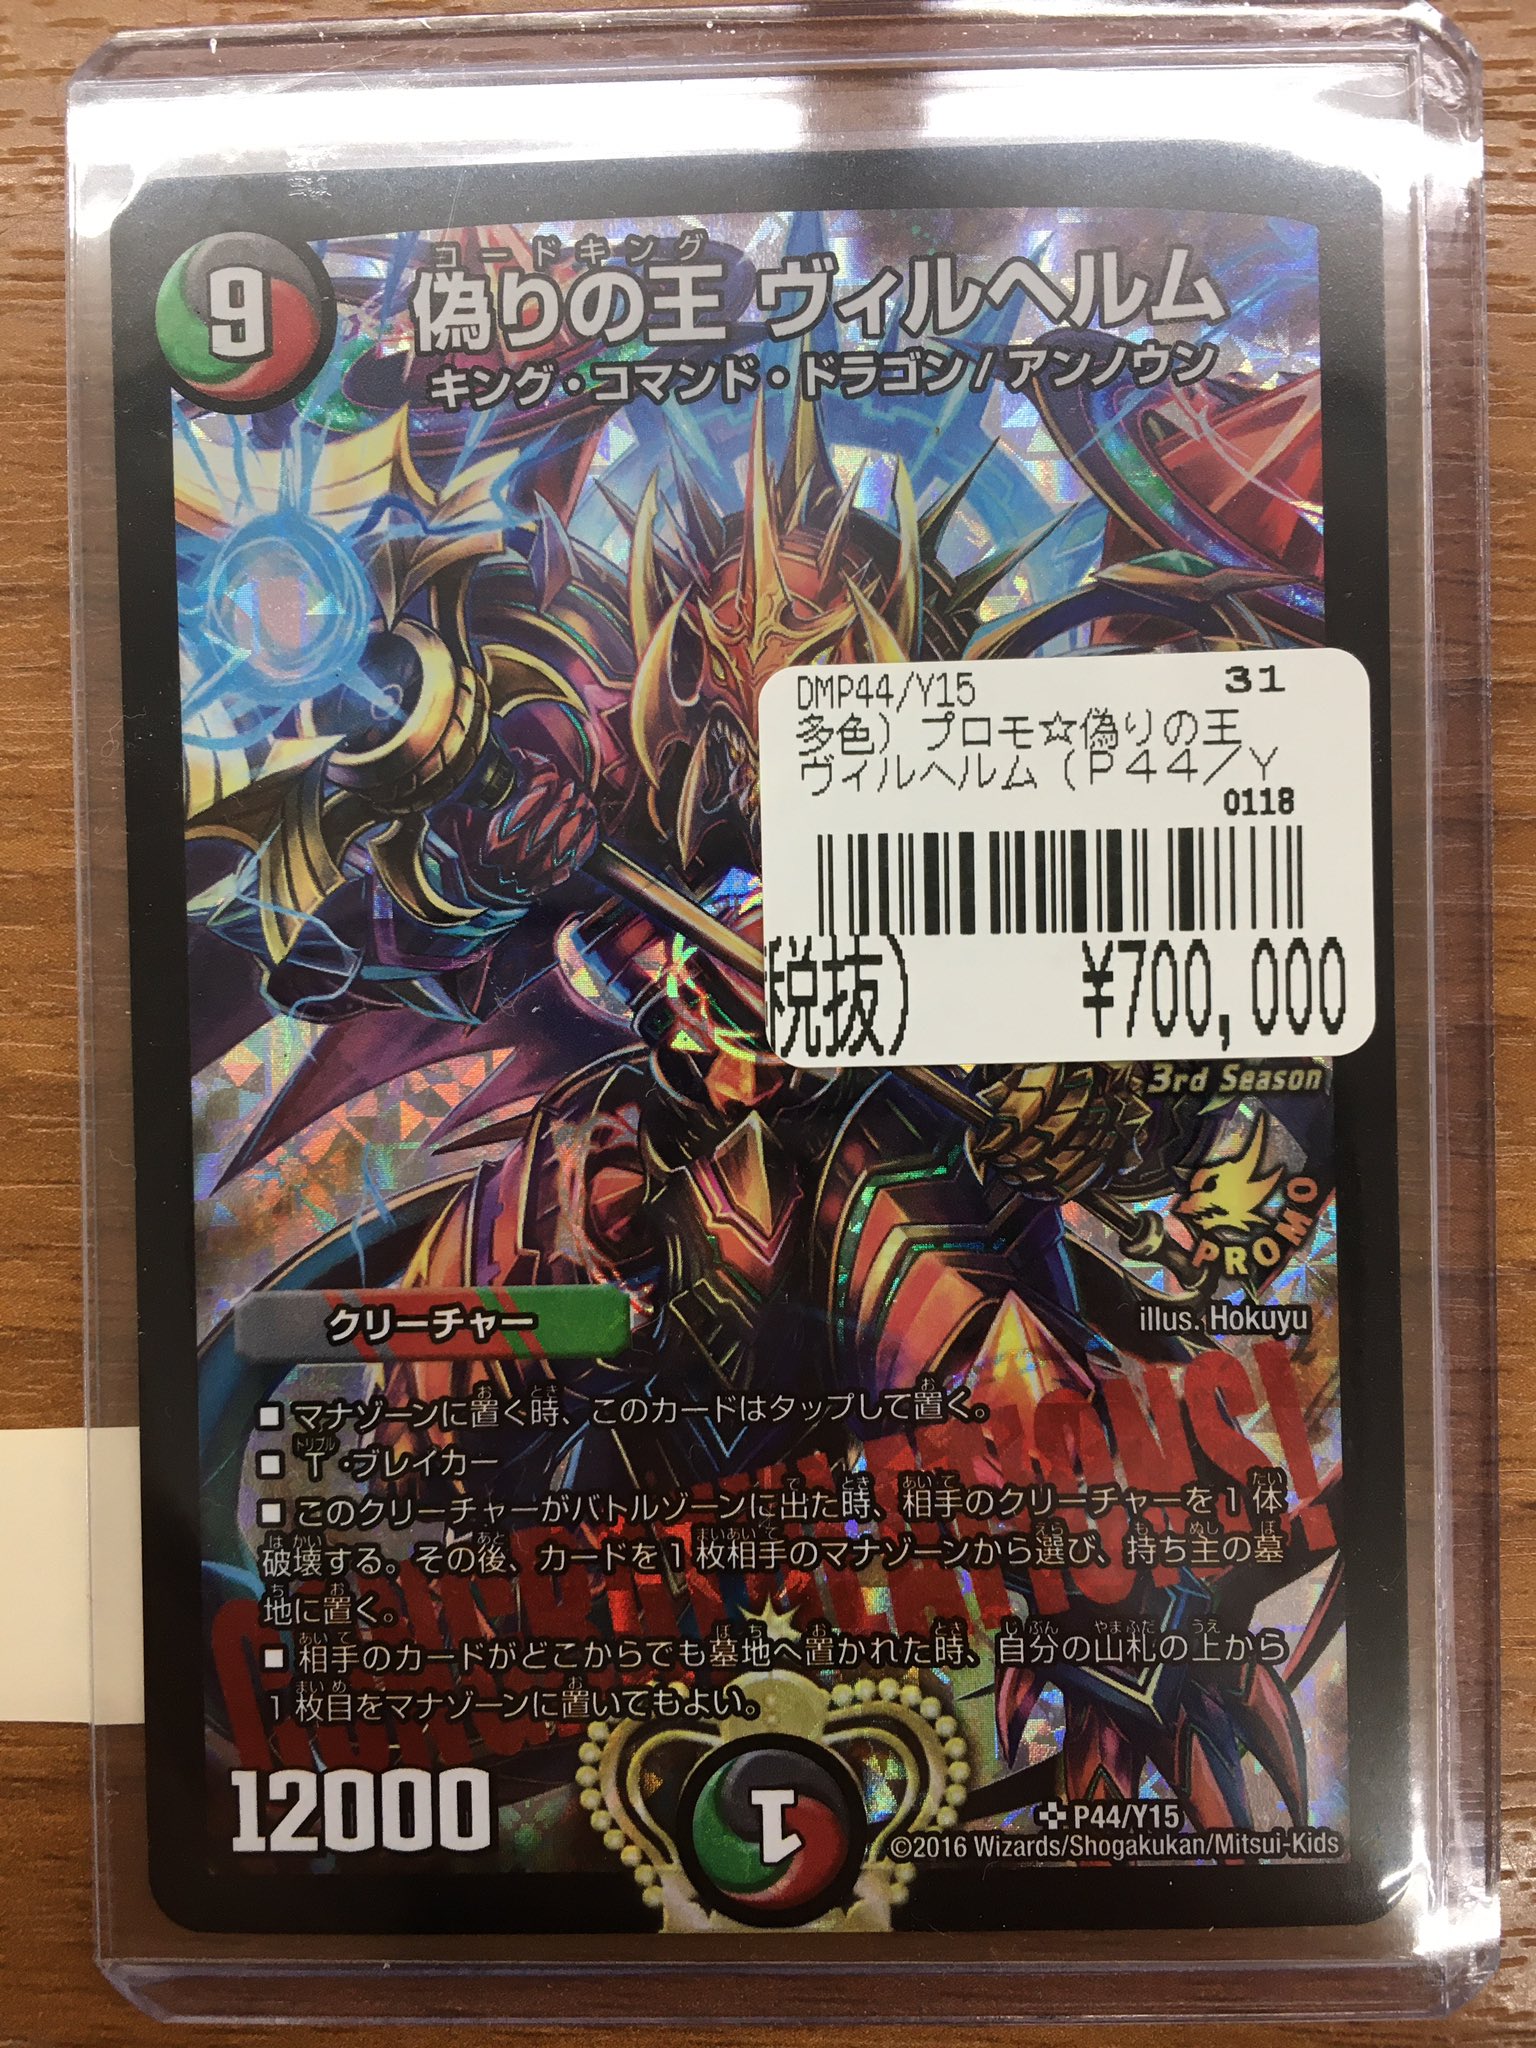 9
コードキング
偽りの王 ヴィルヘルム
キング・コマンド・ドラゴン/アンノウン
DMP44/Y15 31
多色) プロモ☆偽りの王
ヴィルヘルム (P44/Y
0118
(税抜) ¥700,000
3rd Season
PROMO
illus. Hokuyu
クリーチャー
■ マナゾーンに置く時、このカードはタップして置く。
■ T・ブレイカー
■ このクリーチャーがバトルゾーンに出た時、相手のクリーチャーを1体
破壊する。その後、カードを1枚相手のマナゾーンから選び、持ち主の墓
地に置く。
■ 相手のカードがどこからでも墓地へ置かれた時、自分の山札の上から
1枚目をマナゾーンに置いてもよい。
CONGRATULATIONS!
12000
1
P44/Y15
©2016 Wizards/Shogakukan/Mitsui-Kids